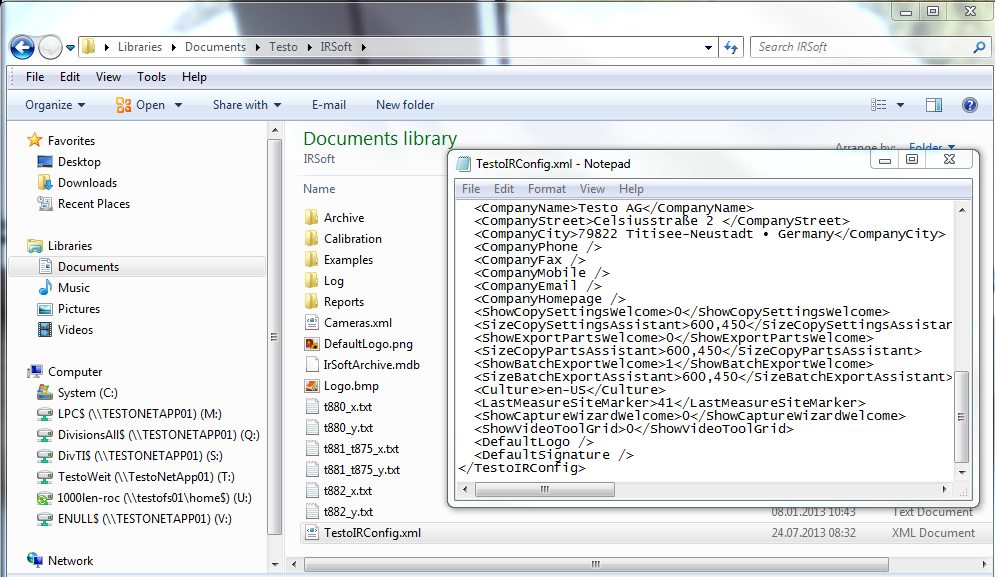 Libraries Documents Testo IRSoft
Search IRSoft
File Edit View Tools Help
Organize Open Share with E-mail New folder
Favorites
Desktop
Downloads
Recent Places
Libraries
Documents
Music
Pictures
Videos
Computer
System (C:)
LPC$ (\\TESTONETAPP01) (M:)
DivisionsAll$ (\\TESTONETAPP01) (Q:)
DivTI$ (\\TESTONETAPP01) (S:)
TestoWeit (\\TestoNetApp01) (T:)
1000len-roc (\\testofs01\home$) (U:)
ENULL$ (\\TESTONETAPP01) (V:)
Network
Documents library
IRSoft
Arrange by: Folder
Name
Archive
Calibration
Examples
Log
Reports
Cameras.xml
DefaultLogo.png
IrSoftArchive.mdb
Logo.bmp
t880_x.txt
t880_y.txt
t881_t875_x.txt
t881_t875_y.txt
t882_x.txt
t882_y.txt 08.01.2013 10:43 Text Document
TestoIRConfig.xml 24.07.2013 08:32 XML Document
TestoIRConfig.xml - Notepad
File Edit Format View Help
<CompanyName>Testo AG</CompanyName>
<CompanyStreet>Celsiusstraße 2 </CompanyStreet>
<CompanyCity>79822 Titisee-Neustadt • Germany</CompanyCity>
<CompanyPhone />
<CompanyFax />
<CompanyMobile />
<CompanyEmail />
<CompanyHomepage />
<ShowCopySettingsWelcome>0</ShowCopySettingsWelcome>
<SizeCopySettingsAssistant>600,450</SizeCopySettingsAssistar
<ShowExportPartsWelcome>0</ShowExportPartsWelcome>
<SizeCopyPartsAssistant>600,450</SizeCopyPartsAssistant>
<ShowBatchExportWelcome>1</ShowBatchExportWelcome>
<SizeBatchExportAssistant>600,450</SizeBatchExportAssistant>
<Culture>en-US</Culture>
<LastMeasureSiteMarker>41</LastMeasureSiteMarker>
<ShowCaptureWizardWelcome>0</ShowCaptureWizardWelcome>
<ShowVideoToolGrid>0</ShowVideoToolGrid>
<DefaultLogo />
<DefaultSignature />
</TestoIRConfig>